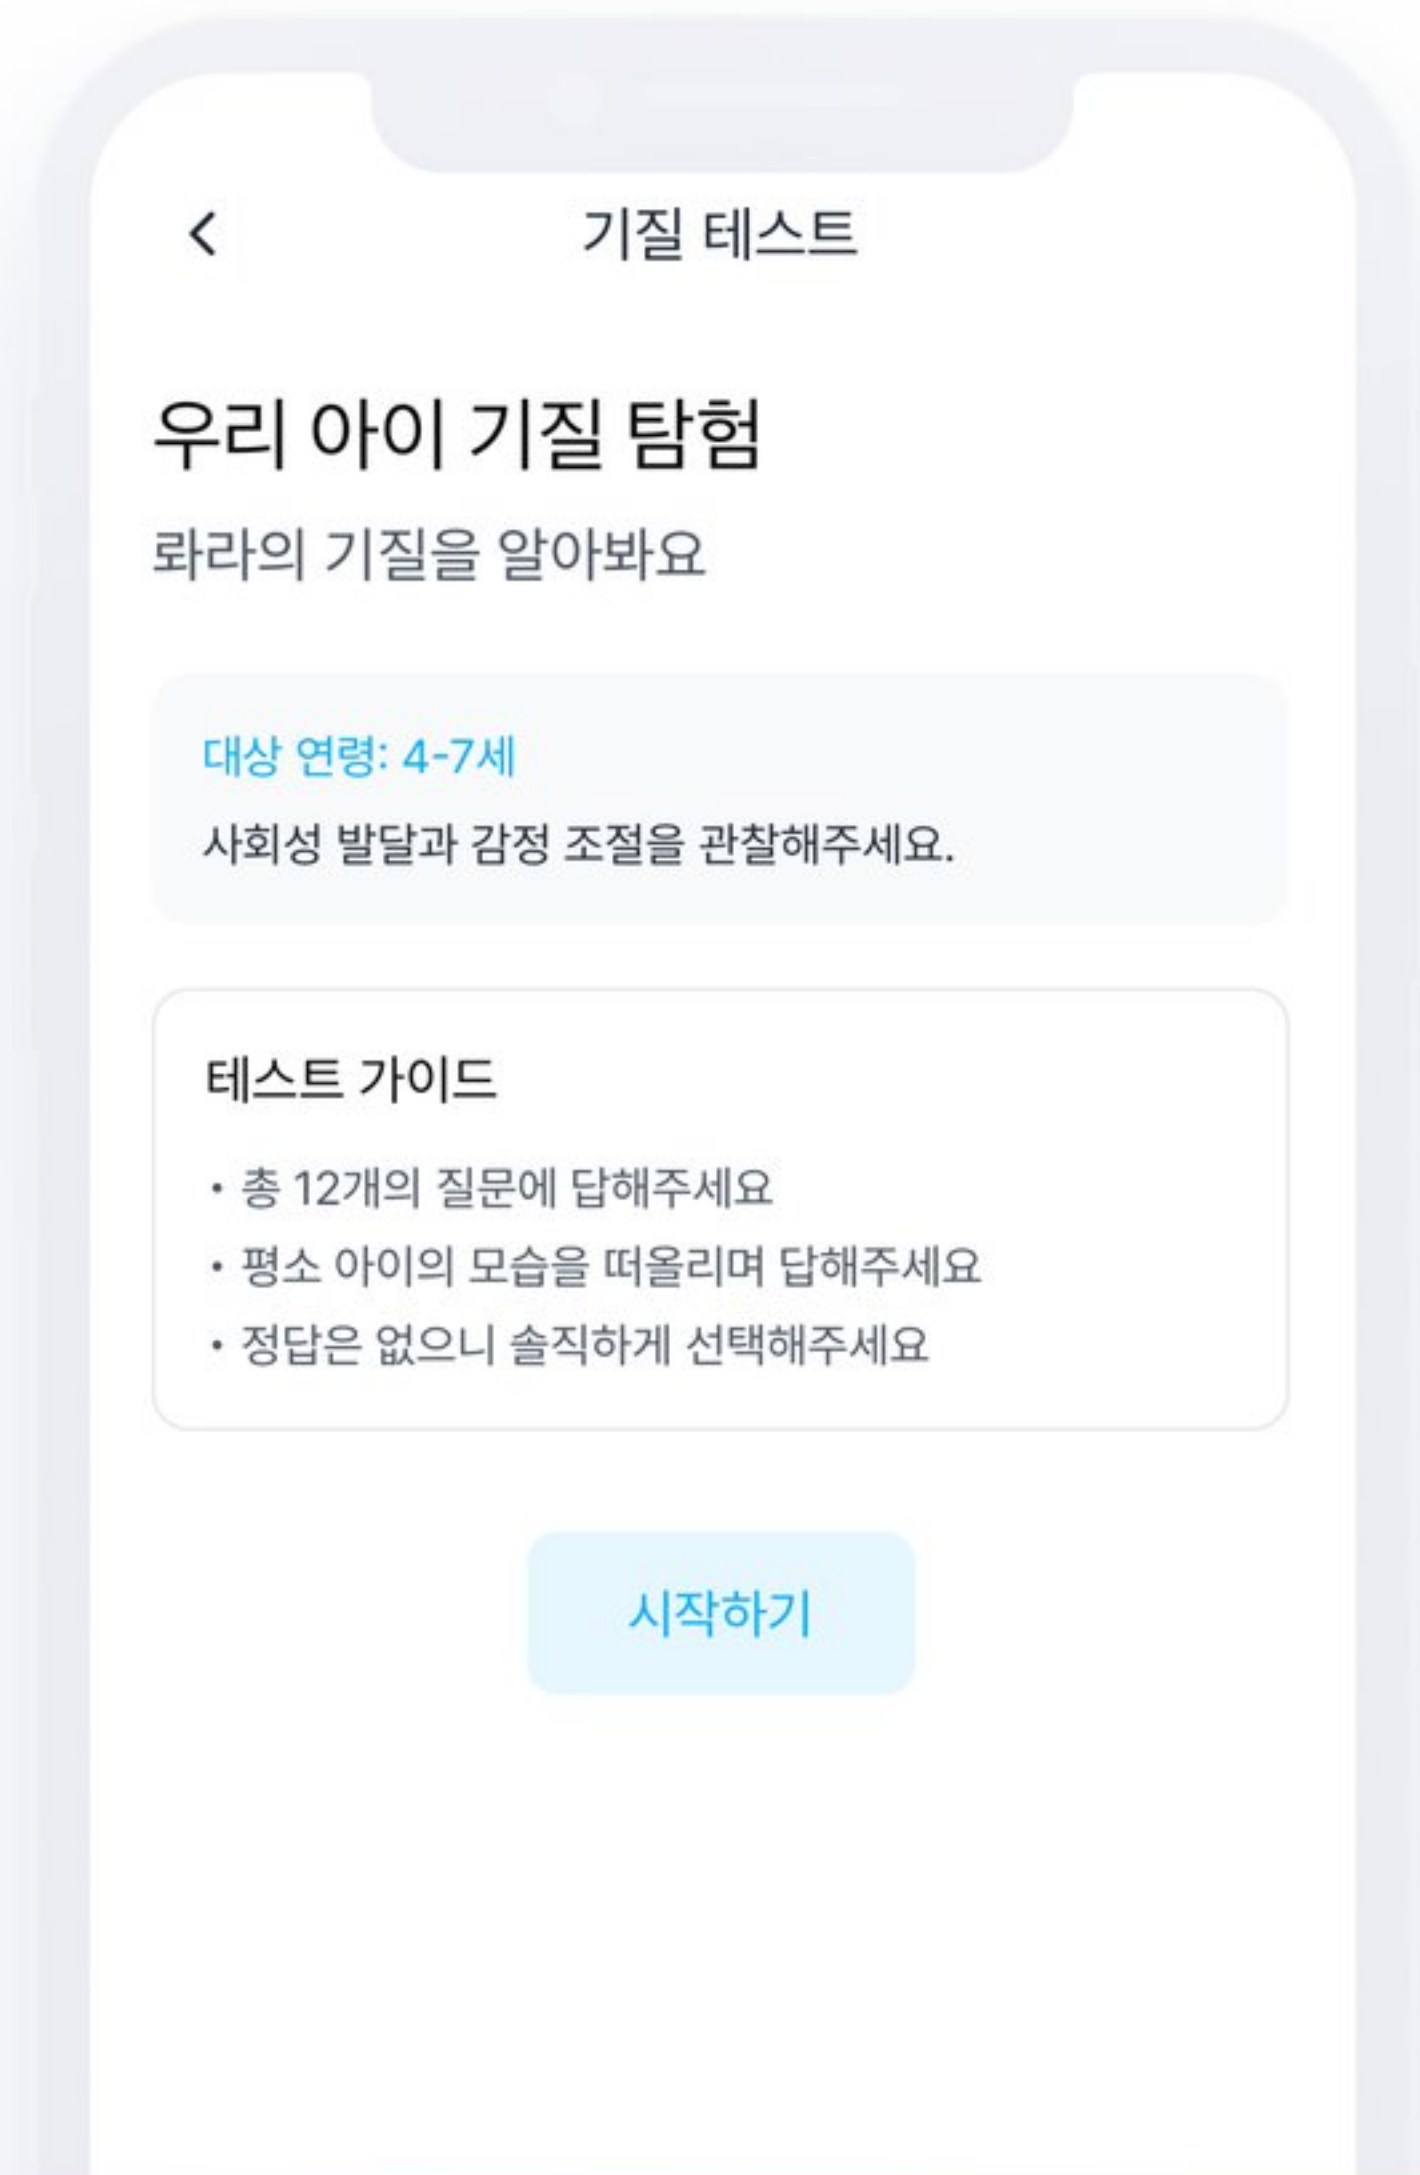 기질 테스트
우리 아이 기질 탐험
롸라의 기질을 알아봐요
대상 연령: 4-7세
사회성 발달과 감정 조절을 관찰해주세요.
테스트 가이드
• 총 12개의 질문에 답해주세요
• 평소 아이의 모습을 떠올리며 답해주세요
• 정답은 없으니 솔직하게 선택해주세요
시작하기